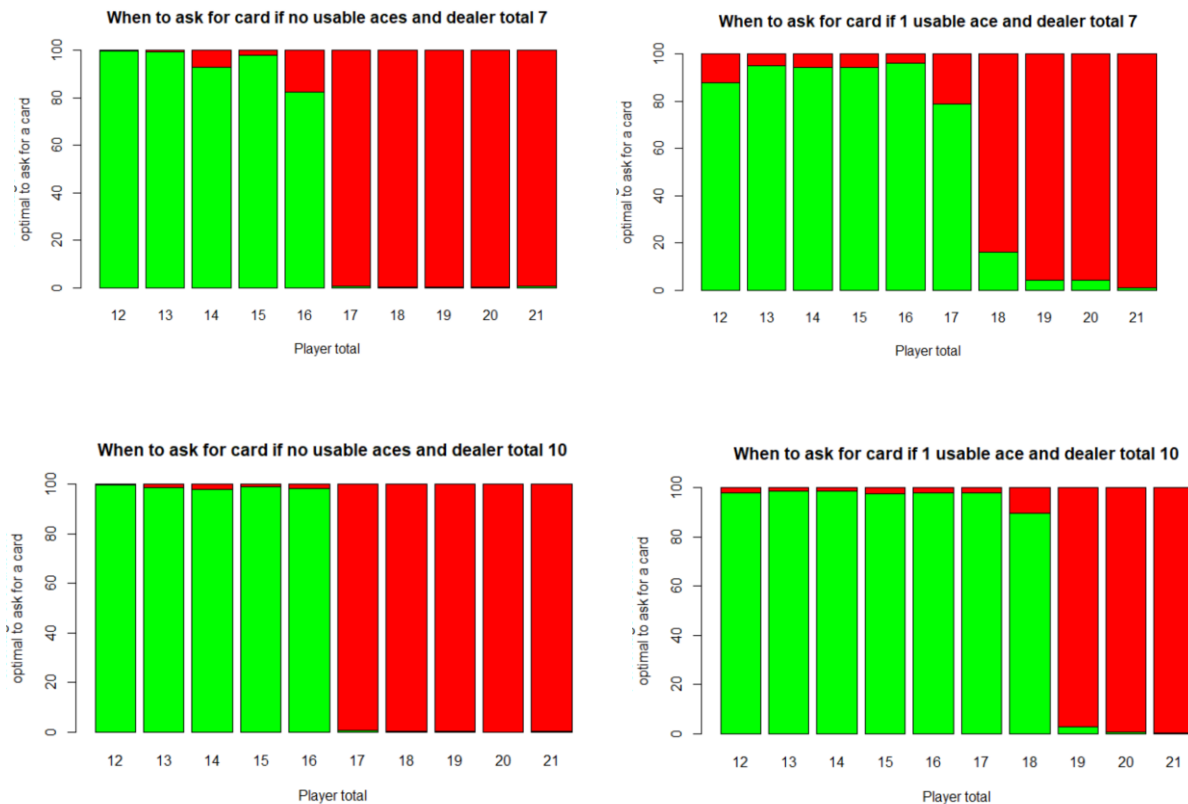 When to ask for card if no usable aces and dealer total 7
optimal to ask for a card
100
80
60
40
20
0
12 13 14 15 16 17 18 19 20 21
Player total
When to ask for card if 1 usable ace and dealer total 7
optimal to ask for a card
100
80
60
40
20
0
12 13 14 15 16 17 18 19 20 21
Player total
When to ask for card if no usable aces and dealer total 10
optimal to ask for a card
100
80
60
40
20
0
12 13 14 15 16 17 18 19 20 21
Player total
When to ask for card if 1 usable ace and dealer total 10
optimal to ask for a card
100
80
60
40
20
0
12 13 14 15 16 17 18 19 20 21
Player total